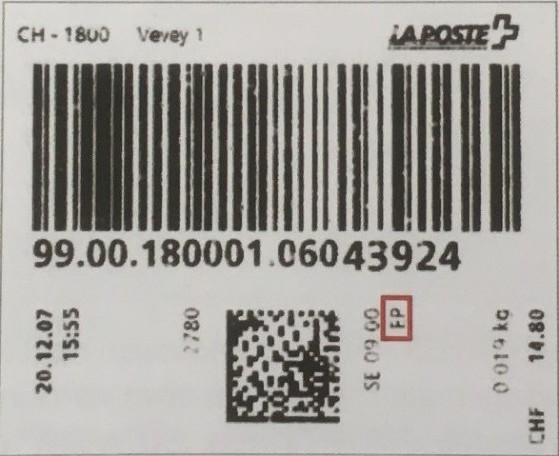 CH - 1800 Vevey 1
LA POSTE
99.00.180001.06043924
20.12.07
15:55
2780
SE 09 00
FP
0 019 kg
CHF 14.80